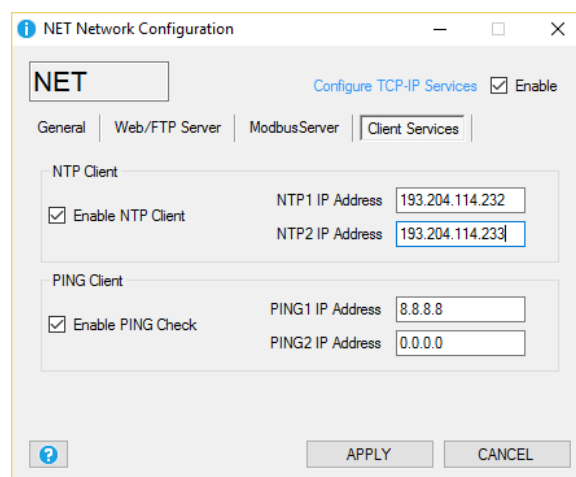 NET Network Configuration
NET
Configure TCP-IP Services Enable
General Web/FTP Server ModbusServer Client Services
NTP Client
Enable NTP Client
NTP1 IP Address 193.204.114.232
NTP2 IP Address 193.204.114.233
PING Client
Enable PING Check
PING1 IP Address 8.8.8.8
PING2 IP Address 0.0.0.0
APPLY CANCEL